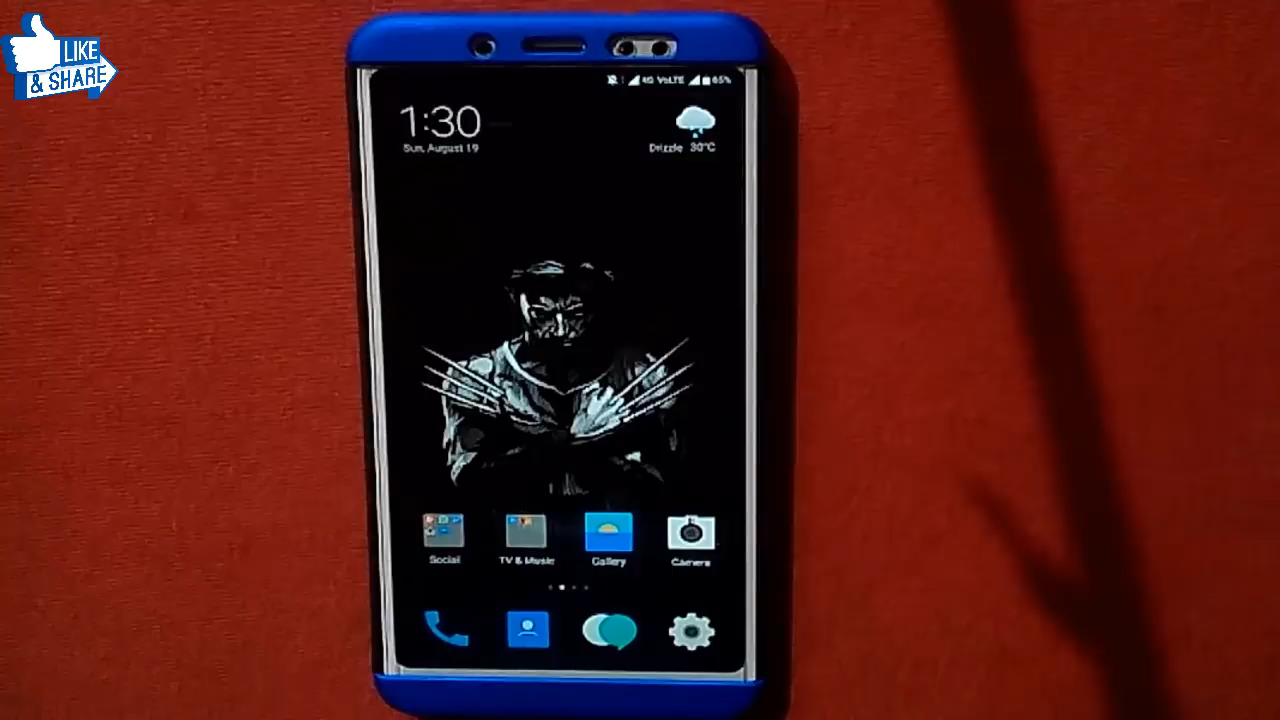 LIKE
& SHARE
4G VoLTE 65%
1:30
Sun, August 19
Drizzle 30°C
Social
TV & Music
Gallery
Camera